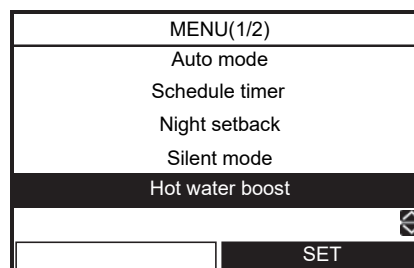 MENU(1/2)
Auto mode
Schedule timer
Night setback
Silent mode
Hot water boost
SET